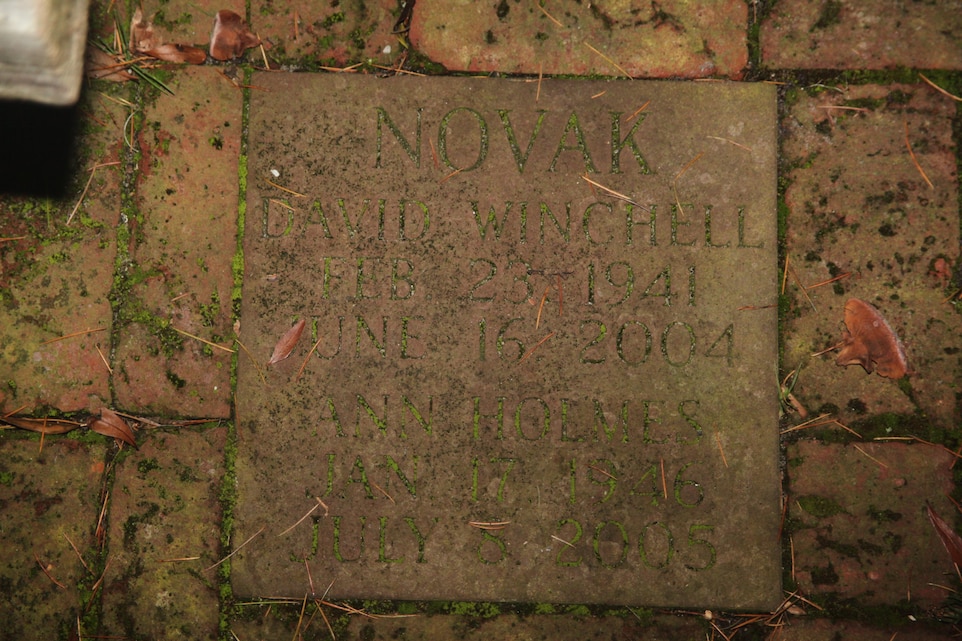 NOVAK
DAVID WINCHELL
FEB 23 1941
JUNE 16 2004
ANN HOLMES
JAN 17 1946
JULY 8 2005